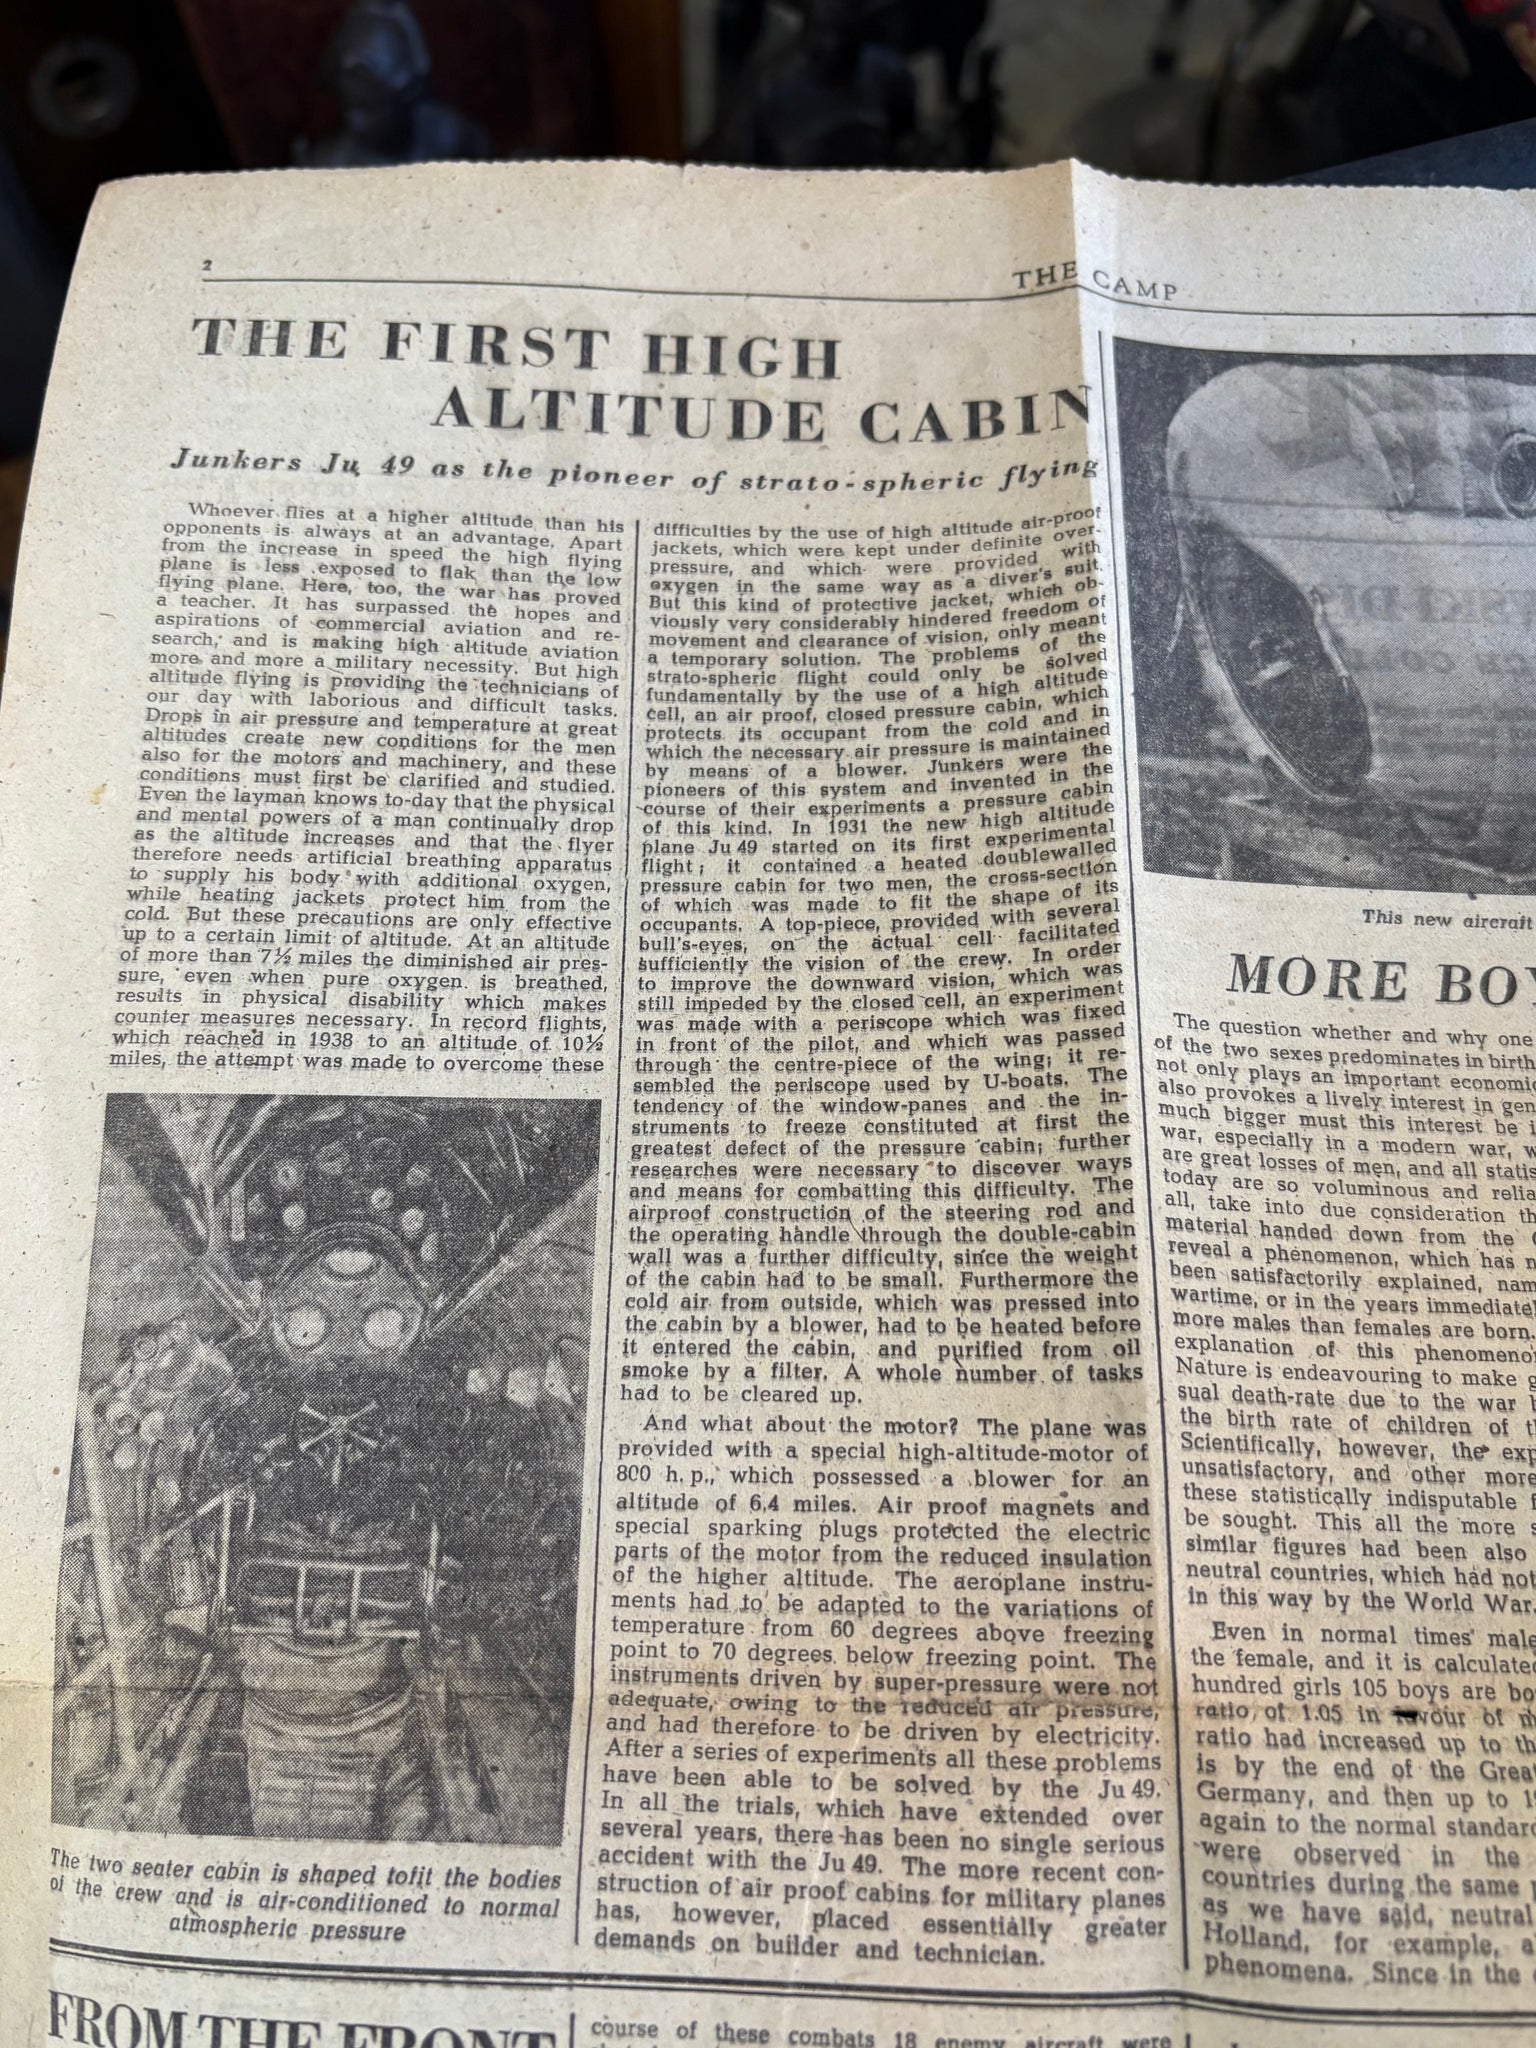 2
THE CAMP
THE FIRST HIGH
ALTITUDE CABIN
Junkers Ju 49 as the pioneer of strato-spheric flying
Whoever flies at a higher altitude than his
opponents is always at an advantage. Apart
from the increase in speed the high flying
plane is less exposed to flak than the low
flying plane. Here, too, the war has proved
a teacher. It has surpassed the hopes and
aspirations of commercial aviation and re-
search, and is making high altitude aviation
more and more a military necessity. But high
altitude flying is providing the technicians of
our day with laborious and difficult tasks.
Drops in air pressure and temperature at great
altitudes create new conditions for the men
also for the motors and machinery, and these
conditions must first be clarified and studied.
Even the layman knows to-day that the physical
and mental powers of a man continually drop
as the altitude increases and that the flyer
therefore needs artificial breathing apparatus
to supply his body with additional oxygen,
while heating jackets protect him from the
cold. But these precautions are only effective
up to a certain limit of altitude. At an altitude
of more than 7½ miles the diminished air pres-
sure, even when pure oxygen is breathed,
results in physical disability which makes
counter measures necessary. In record flights,
which reached in 1938 to an altitude of 10½
miles, the attempt was made to overcome these
The two seater cabin is shaped tofit the bodies
of the crew and is air-conditioned to normal
atmospheric pressure
difficulties by the use of high altitude air-proof
jackets, which were kept under definite over-
pressure, and which were provided with
oxygen in the same way as a diver's suit.
But this kind of protective jacket, which ob-
viously very considerably hindered freedom of
movement and clearance of vision, only meant
a temporary solution. The problems of the
strato-spheric flight could only be solved
fundamentally by the use of a high altitude
cell, an air proof, closed pressure cabin, which
protects its occupant from the cold and in
which the necessary air pressure is maintained
by means of a blower. Junkers were the
pioneers of this system and invented in the
course of their experiments a pressure cabin
of this kind. In 1931 the new high altitude
plane Ju 49 started on its first experimental
flight; it contained a heated doublewalled
pressure cabin for two men, the cross-section
of which was made to fit the shape of its
occupants. A top-piece, provided with several
bull's-eyes, on the actual cell facilitated
sufficiently the vision of the crew. In order
to improve the downward vision, which was
still impeded by the closed cell, an experiment
was made with a periscope which was fixed
in front of the pilot, and which was passed
through the centre-piece of the wing; it re-
sembled the periscope used by U-boats. The
tendency of the window-panes and the in-
struments to freeze constituted at first the
greatest defect of the pressure cabin; further
researches were necessary to discover ways
and means for combatting this difficulty. The
airproof construction of the steering rod and
the operating handle through the double-cabin
wall was a further difficulty, since the weight
of the cabin had to be small. Furthermore the
cold air from outside, which was pressed into
the cabin by a blower, had to be heated before
it entered the cabin, and purified from oil
smoke by a filter. A whole number of tasks
had to be cleared up.
And what about the motor? The plane was
provided with a special high-altitude-motor of
800 h. p., which possessed a blower for an
altitude of 6.4 miles. Air proof magnets and
special sparking plugs protected the electric
parts of the motor from the reduced insulation
of the higher altitude. The aeroplane instru-
ments had to be adapted to the variations of
temperature from 60 degrees above freezing
point to 70 degrees below freezing point. The
instruments driven by super-pressure were not
adequate, owing to the reduced air pressure,
and had therefore to be driven by electricity.
After a series of experiments all these problems
have been able to be solved by the Ju 49.
In all the trials, which have extended over
several years, there has been no single serious
accident with the Ju 49. The more recent con-
struction of air proof cabins for military planes
has, however, placed essentially greater
demands on builder and technician.
This new aircraft
MORE BO
The question whether and why one
of the two sexes predominates in birth
not only plays an important economic
also provokes a lively interest in gen
much bigger must this interest be i
war, especially in a modern war, w
are great losses of men, and all statis
today are so voluminous and relia
all, take into due consideration th
material handed down from the
reveal a phenomenon, which has n
been satisfactorily explained, nam
wartime, or in the years immediatel
more males than females are born.
explanation of this phenomeno
Nature is endeavouring to make g
sual death-rate due to the war b
the birth rate of children of th
Scientifically, however, the exp
unsatisfactory, and other more
these statistically indisputable f
be sought. This all the more s
similar figures had been also
neutral countries, which had not
in this way by the World War.
Even in normal times male
the female, and it is calculate
hundred girls 105 boys are bo
ratio of 1.05 in favour of m
ratio had increased up to th
is by the end of the Great
Germany, and then up to 1
again to the normal standard
were observed in the
countries during the same p
as we have said, neutral
Holland, for example, a
phenomena. Since in the
FROM THE FRONT
course of these combats 18 enemy aircraft were